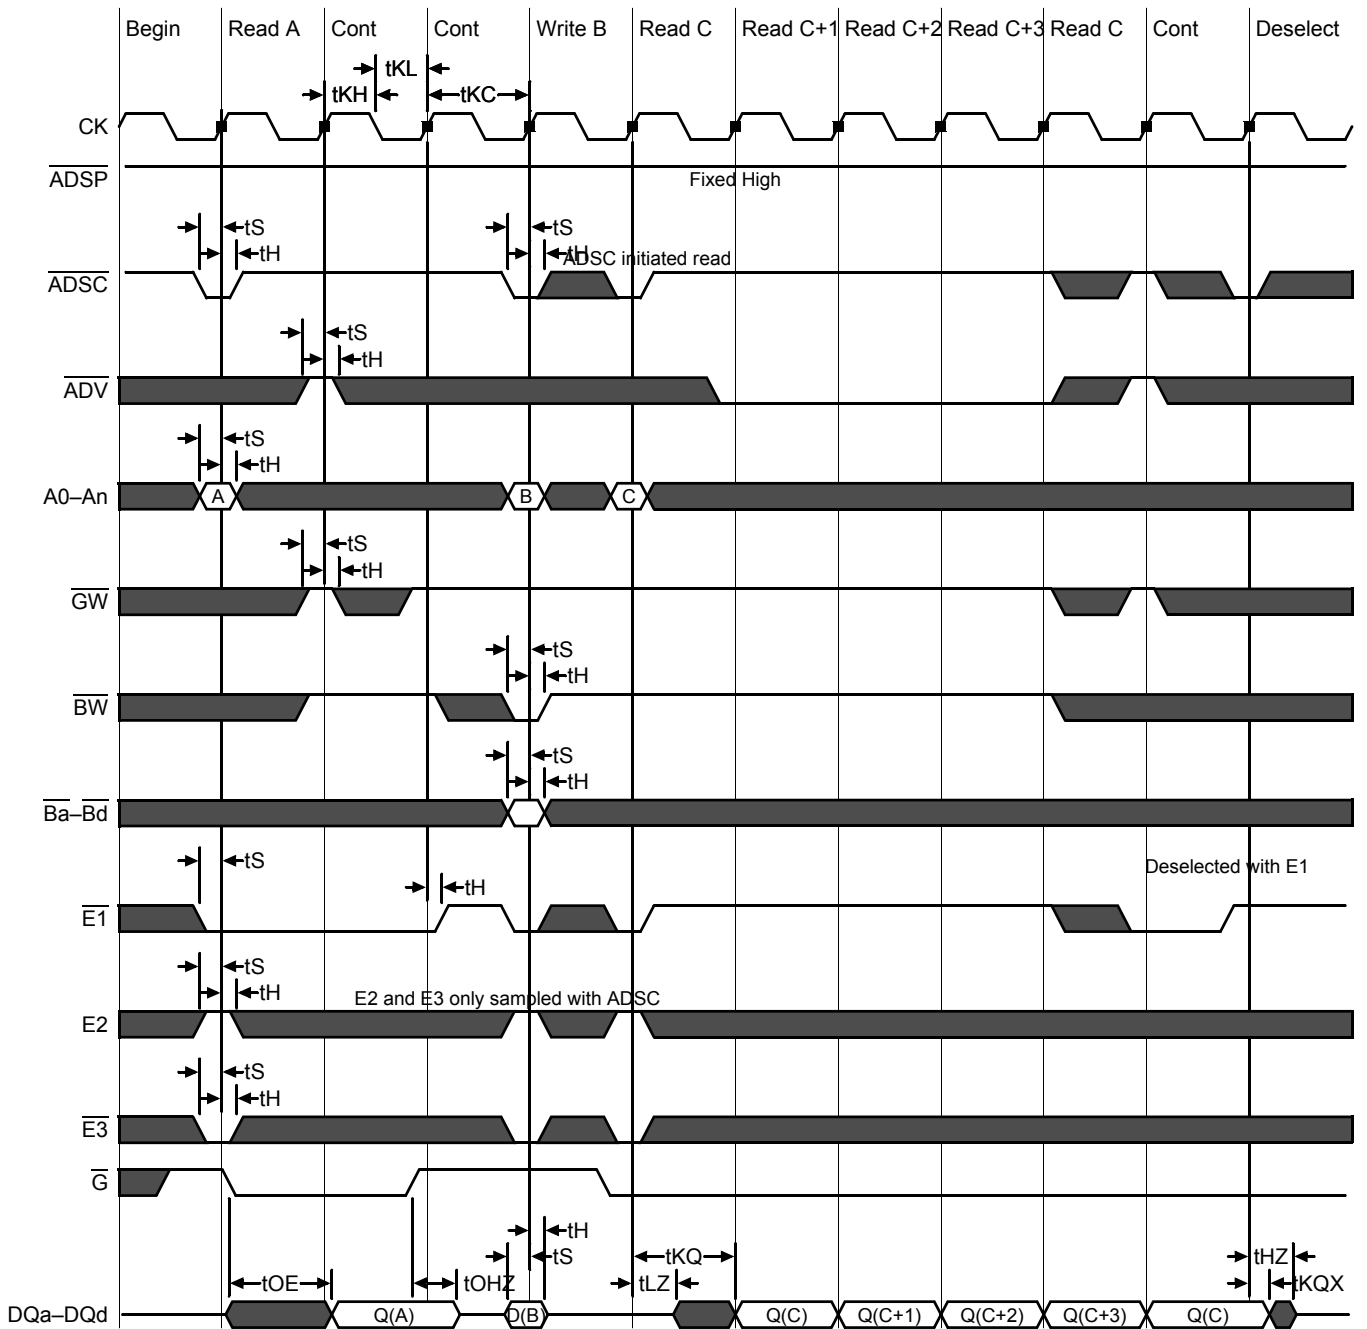 Begin Read A Cont Cont Write B Read C Read C+1 Read C+2 Read C+3 Read C Cont Deselect
tKL
tKH tKC
CK
ADSP
Fixed High
tS tS
tH tH
ADSC initiated read
ADSC
tS
tH
ADV
tS
tH
A0–An A B C
tS
tH
GW
tS
tH
BW
tS
tH
Ba–Bd
tS
Deselected with E1
tH
E1
tS
tH
E2 and E3 only sampled with ADSC
E2
tS
tH
E3
G
tH
tS tKQ tHZ
tOE tOHZ tLZ tKQX
DQa–DQd Q(A) D(B) Q(C) Q(C+1) Q(C+2) Q(C+3) Q(C)